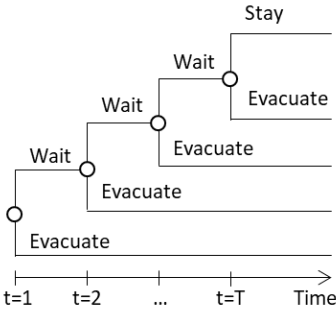 Stay
Wait
Evacuate
Wait
Evacuate
Wait
Evacuate
Evacuate
t=1 t=2 ... t=T Time